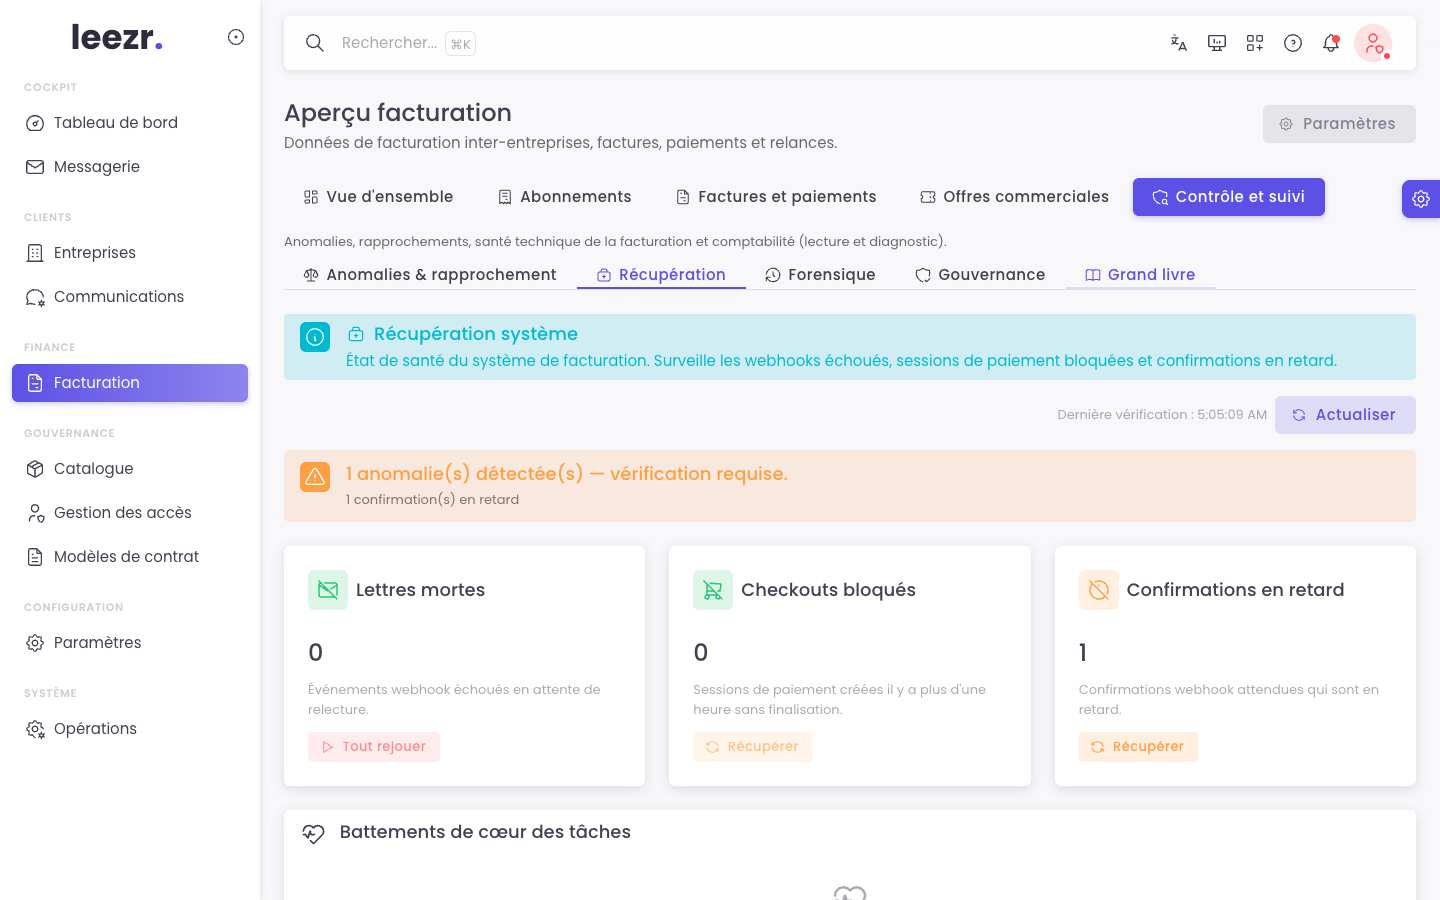 leezr.
Rechercher... ⌘K
COCKPIT
Tableau de bord
Messagerie
CLIENTS
Entreprises
Communications
FINANCE
Facturation
GOUVERNANCE
Catalogue
Gestion des accès
Modèles de contrat
CONFIGURATION
Paramètres
SYSTÈME
Opérations
Aperçu facturation
Données de facturation inter-entreprises, factures, paiements et relances.
Paramètres
Vue d'ensemble
Abonnements
Factures et paiements
Offres commerciales
Contrôle et suivi
Anomalies, rapprochements, santé technique de la facturation et comptabilité (lecture et diagnostic).
Anomalies & rapprochement
Récupération
Forensique
Gouvernance
Grand livre
Récupération système
État de santé du système de facturation. Surveille les webhooks échoués, sessions de paiement bloquées et confirmations en retard.
Dernière vérification : 5:05:09 AM
Actualiser
1 anomalie(s) détectée(s) — vérification requise.
1 confirmation(s) en retard
Lettres mortes
0
Événements webhook échoués en attente de
relecture.
Tout rejouer
Checkouts bloqués
0
Sessions de paiement créées il y a plus d'une
heure sans finalisation.
Récupérer
Confirmations en retard
1
Confirmations webhook attendues qui sont en
retard.
Récupérer
Battements de cœur des tâches